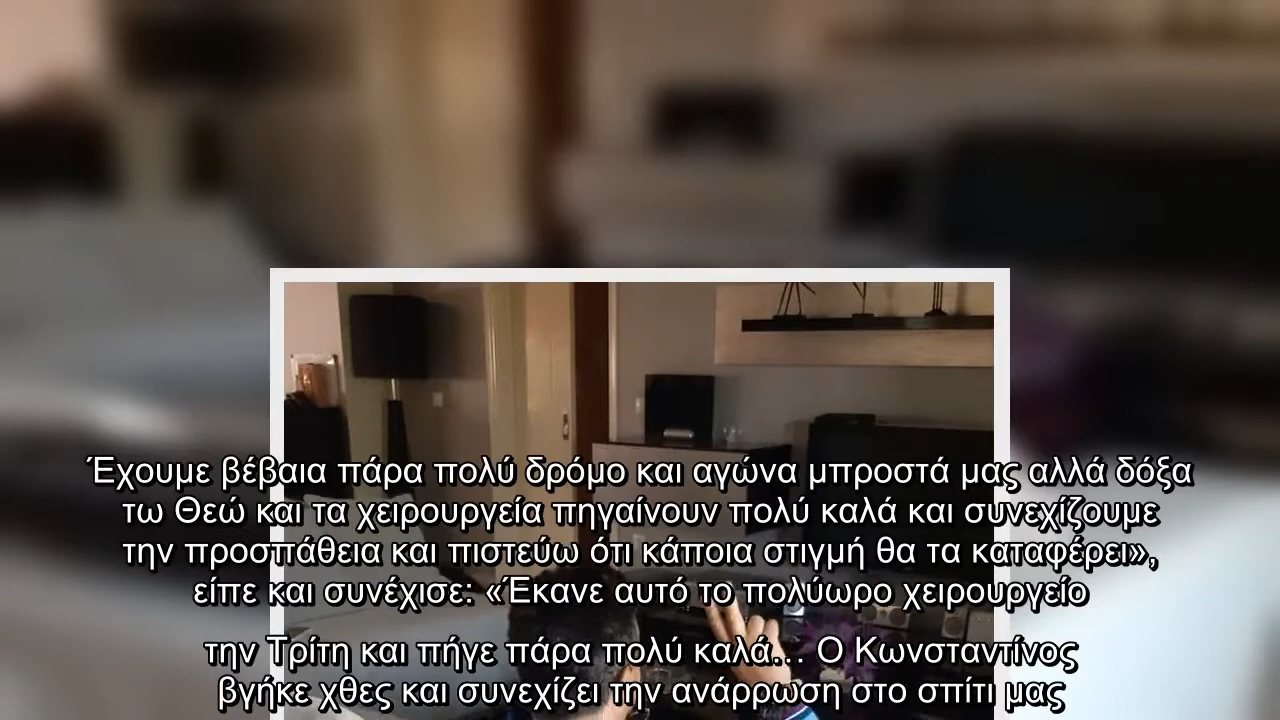 Έχουμε βέβαια πάρα πολύ δρόμο και αγώνα μπροστά μας αλλά δόξα
τω Θεώ και τα χειρουργεία πηγαίνουν πολύ καλά και συνεχίζουμε
την προσπάθεια και πιστεύω ότι κάποια στιγμή θα τα καταφέρει»,
είπε και συνέχισε: «Έκανε αυτό το πολύωρο χειρουργείο
την Τρίτη και πήγε πάρα πολύ καλά… Ο Κωνσταντίνος
βγήκε χθες και συνεχίζει την ανάρρωση στο σπίτι μας